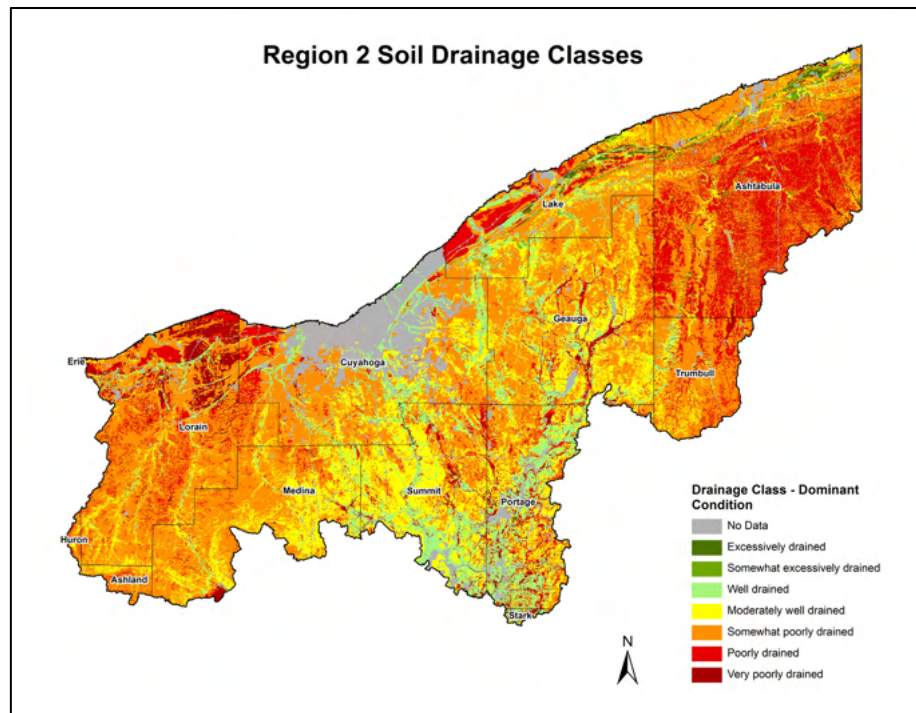 Region 2 Soil Drainage Classes
Ashtabula
Lake
Geauga
Erie
Cuyahoga
Trumbull
Lorain
Medina
Summit
Portage
Huron
Ashland
Stark
Drainage Class - Dominant
Condition
No Data
Excessively drained
Somewhat excessively drained
Well drained
Moderately well drained
Somewhat poorly drained
Poorly drained
Very poorly drained
N